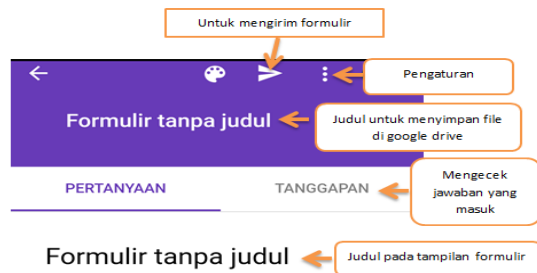 Untuk mengirim formulir
Pengaturan
Formulir tanpa judul
Judul untuk menyimpan file
di google drive
PERTANYAAN
TANGGAPAN
Mengecek
jawaban yang
masuk
Formulir tanpa judul
Judul pada tampilan formulir